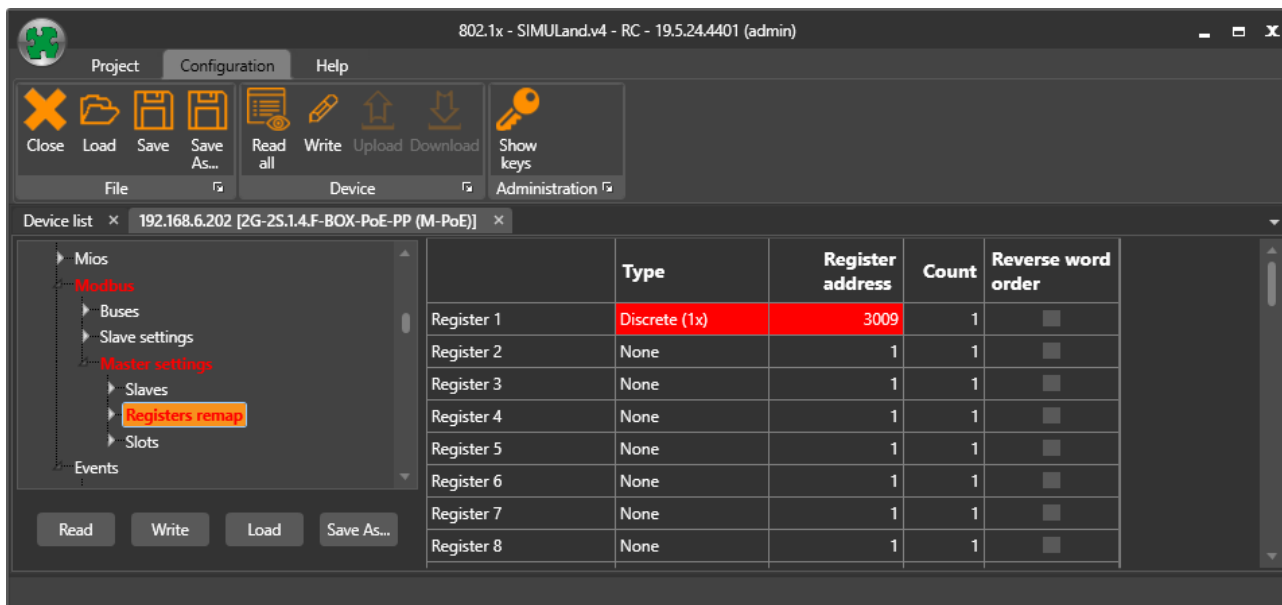 802.1x - SIMULand.v4 - RC - 19.5.24.4401 (admin)
Project Configuration Help
Close Load Save Save As... Read all Write Upload Download Show keys
File Device Administration
Device list × 192.168.6.202 [2G-2S.1.4.F-BOX-PoE-PP (M-PoE)] ×
Mios
Modbus
Buses
Slave settings
Master settings
Slaves
Registers remap
Slots
Events
Read Write Load Save As...
Type Register address Count Reverse word order
Register 1 Discrete (1x) 3009 1
Register 2 None 1 1
Register 3 None 1 1
Register 4 None 1 1
Register 5 None 1 1
Register 6 None 1 1
Register 7 None 1 1
Register 8 None 1 1